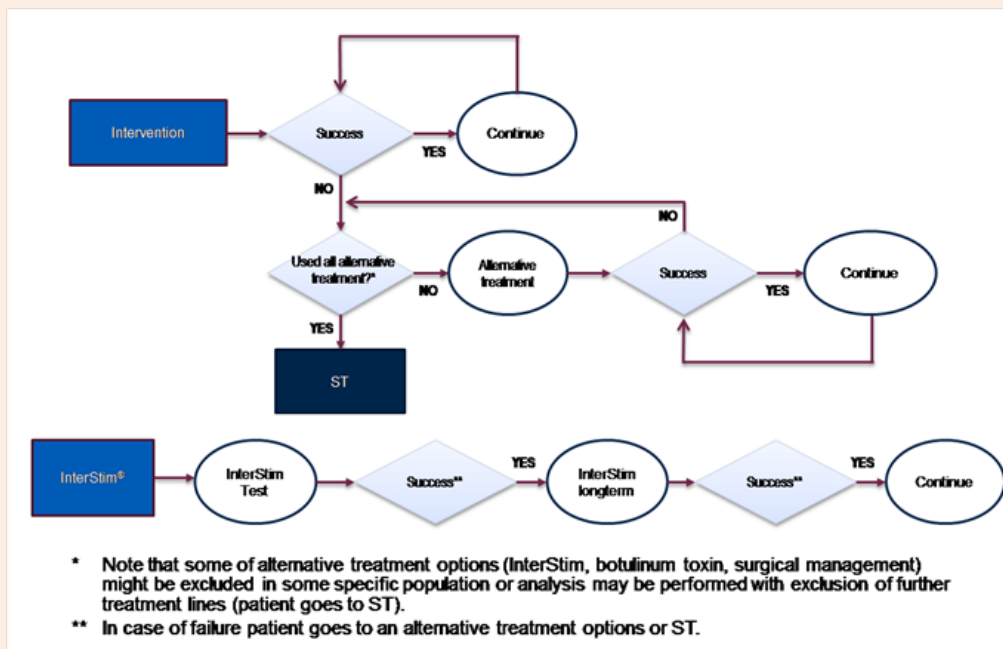 Intervention
Success
YES
Continue
NO
NO
Used all alternative
treatment?*
NO
Alternative
treatment
Success
YES
Continue
YES
ST
InterStim®
InterStim
Test
Success**
YES
InterStim
longterm
Success**
YES
Continue
* Note that some of alternative treatment options (InterStim, botulinum toxin, surgical management)
might be excluded in some specific population or analysis may be performed with exclusion of further
treatment lines (patient goes to ST).
** In case of failure patient goes to an alternative treatment options or ST.